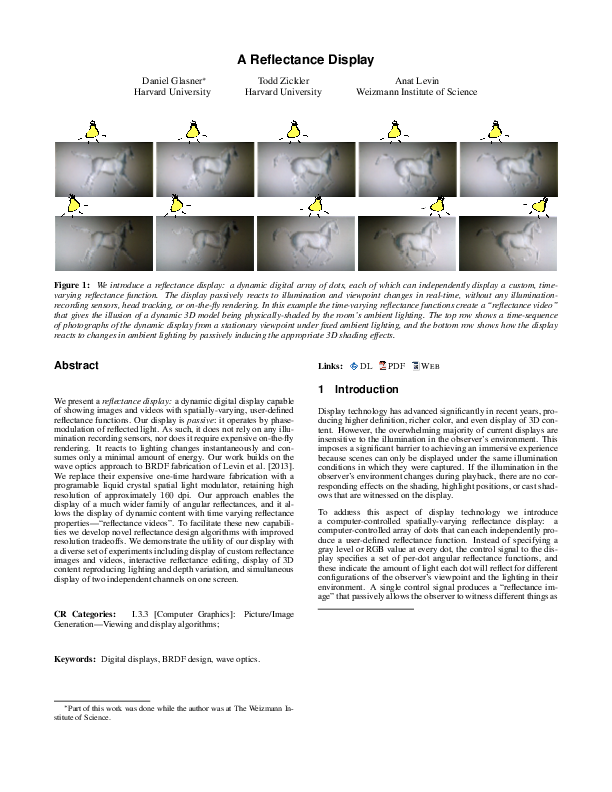 A Reflectance Display
Daniel Glasner*
Harvard University
Todd Zickler
Harvard University
Anat Levin
Weizmann Institute of Science
Figure 1: We introduce a reflectance display: a dynamic digital array of dots, each of which can independently display a custom, time-
varying reflectance function. The display passively reacts to illumination and viewpoint changes in real-time, without any illumination-
recording sensors, head tracking, or on-the-fly rendering. In this example the time-varying reflectance functions create a “reflectance video”
that gives the illusion of a dynamic 3D model being physically-shaded by the room’s ambient lighting. The top row shows a time-sequence
of photographs of the dynamic display from a stationary viewpoint under fixed ambient lighting, and the bottom row shows how the display
reacts to changes in ambient lighting by passively inducing the appropriate 3D shading effects.
Abstract
We present a reflectance display: a dynamic digital display capable
of showing images and videos with spatially-varying, user-defined
reflectance functions. Our display is passive: it operates by phase-
modulation of reflected light. As such, it does not rely on any illu-
mination recording sensors, nor does it require expensive on-the-fly
rendering. It reacts to lighting changes instantaneously and con-
sumes only a minimal amount of energy. Our work builds on the
wave optics approach to BRDF fabrication of Levin et al. [2013].
We replace their expensive one-time hardware fabrication with a
programable liquid crystal spatial light modulator, retaining high
resolution of approximately 160 dpi. Our approach enables the
display of a much wider family of angular reflectances, and it al-
lows the display of dynamic content with time varying reflectance
properties—“reflectance videos”. To facilitate these new capabili-
ties we develop novel reflectance design algorithms with improved
resolution tradeoffs. We demonstrate the utility of our display with
a diverse set of experiments including display of custom reflectance
images and videos, interactive reflectance editing, display of 3D
content reproducing lighting and depth variation, and simultaneous
display of two independent channels on one screen.
CR Categories: I.3.3 [Computer Graphics]: Picture/Image
Generation—Viewing and display algorithms;
Keywords: Digital displays, BRDF design, wave optics.
*Part of this work was done while the author was at The Weizmann In-
stitute of Science.
Links: DL PDF WEB
1 Introduction
Display technology has advanced significantly in recent years, pro-
ducing higher definition, richer color, and even display of 3D con-
tent. However, the overwhelming majority of current displays are
insensitive to the illumination in the observer’s environment. This
imposes a significant barrier to achieving an immersive experience
because scenes can only be displayed under the same illumination
conditions in which they were captured. If the illumination in the
observer’s environment changes during playback, there are no cor-
responding effects on the shading, highlight positions, or cast shad-
ows that are witnessed on the display.
To address this aspect of display technology we introduce
a computer-controlled spatially-varying reflectance display: a
computer-controlled array of dots that can each independently pro-
duce a user-defined reflectance function. Instead of specifying a
gray level or RGB value at every dot, the control signal to the dis-
play specifies a set of per-dot angular reflectance functions, and
these indicate the amount of light each dot will reflect for different
configurations of the observer’s viewpoint and the lighting in their
environment. A single control signal produces a “reflectance im-
age” that passively allows the observer to witness different things as